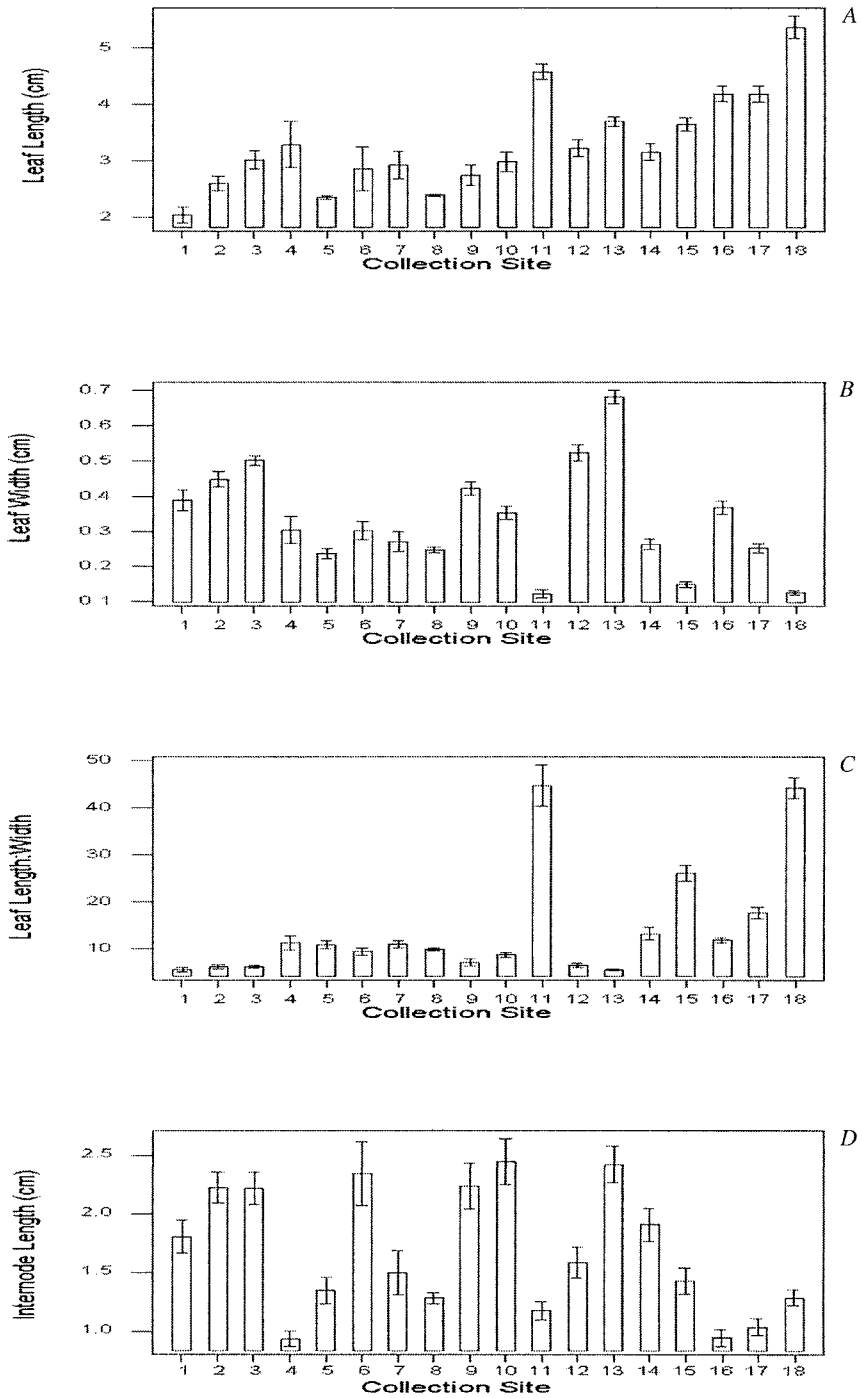 A
Leaf Length (cm)
5
4
3
2
1 2 3 4 5 6 7 8 9 10 11 12 13 14 15 16 17 18
Collection Site
B
Leaf Width (cm)
0.7
0.6
0.5
0.4
0.3
0.2
0.1
1 2 3 4 5 6 7 8 9 10 11 12 13 14 15 16 17 18
Collection Site
C
Leaf Length:Width
50
40
30
20
10
1 2 3 4 5 6 7 8 9 10 11 12 13 14 15 16 17 18
Collection Site
D
Internode Length (cm)
2.5
2.0
1.5
1.0
1 2 3 4 5 6 7 8 9 10 11 12 13 14 15 16 17 18
Collection Site